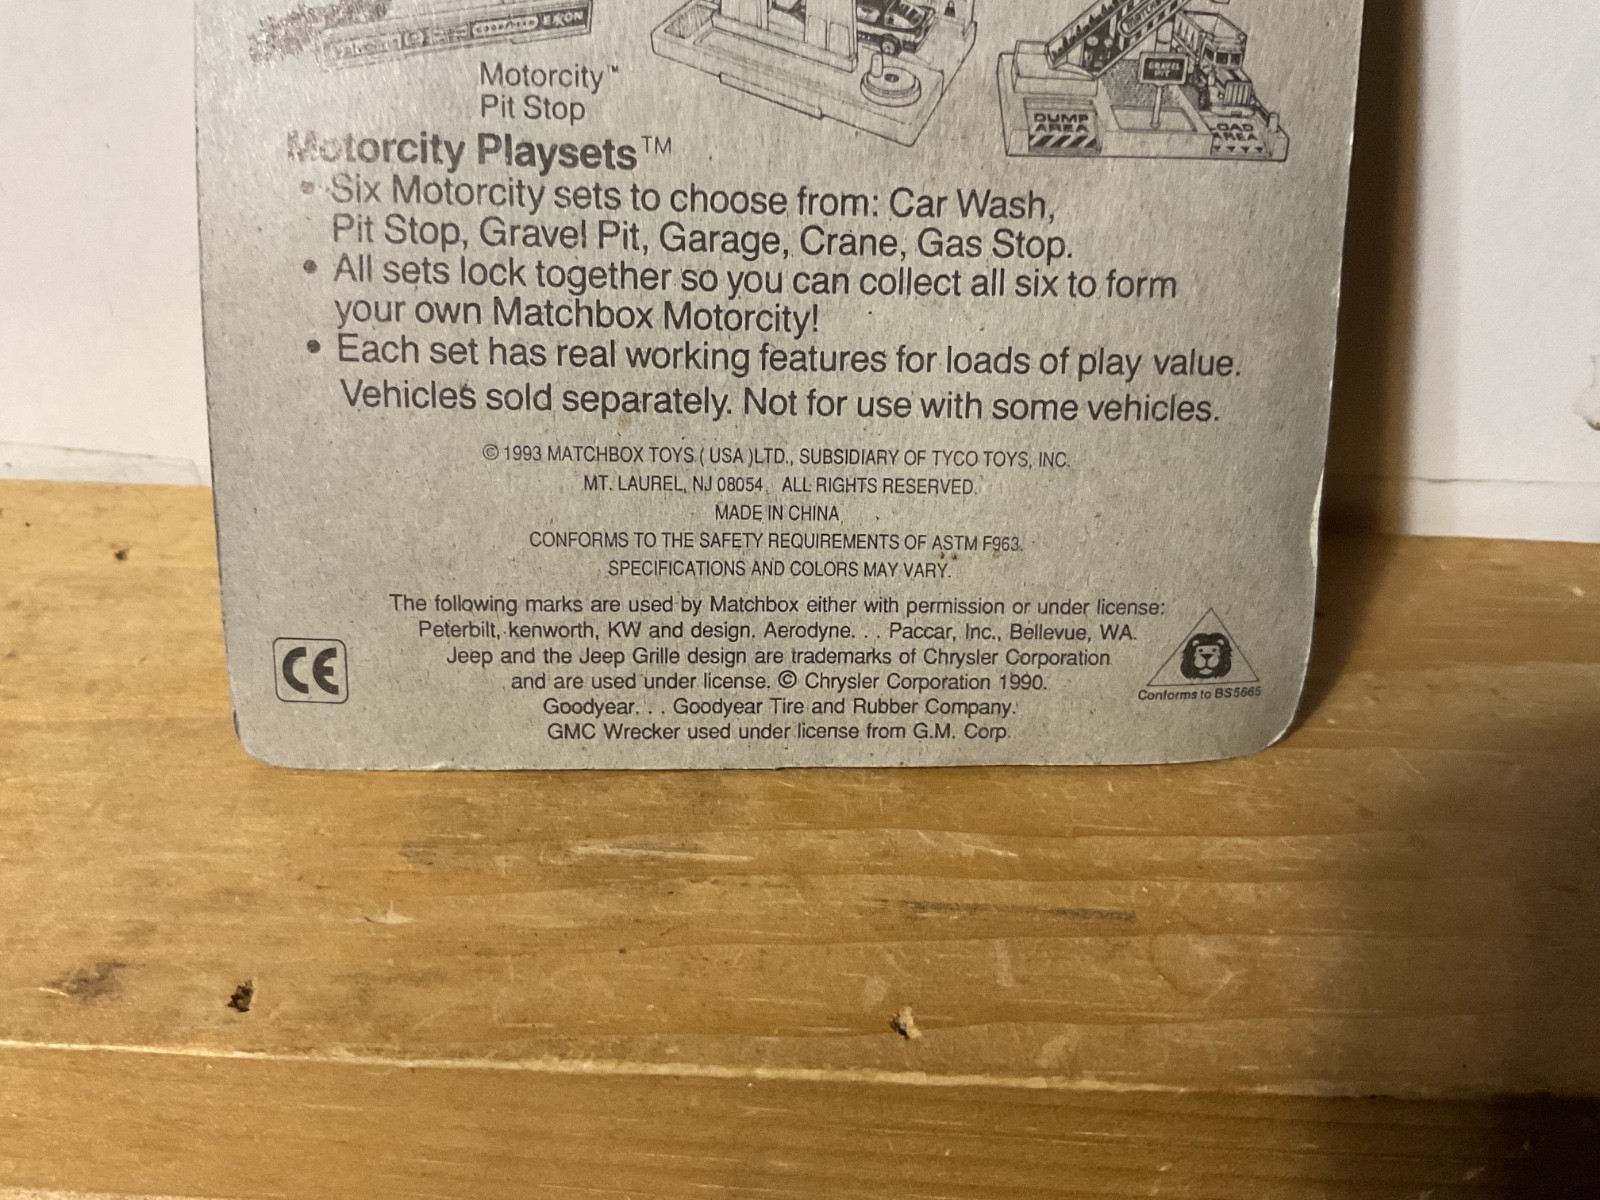 Valvoline EXON
Motorcity™
Pit Stop
GRAVEL
PIT
DUMP
AREA
LOAD
AREA
Motorcity Playsets™
• Six Motorcity sets to choose from: Car Wash,
Pit Stop, Gravel Pit, Garage, Crane, Gas Stop.
• All sets lock together so you can collect all six to form
your own Matchbox Motorcity!
• Each set has real working features for loads of play value.
Vehicles sold separately. Not for use with some vehicles.
© 1993 MATCHBOX TOYS ( USA )LTD., SUBSIDIARY OF TYCO TOYS, INC.
MT. LAUREL, NJ 08054. ALL RIGHTS RESERVED.
MADE IN CHINA
CONFORMS TO THE SAFETY REQUIREMENTS OF ASTM F963.
SPECIFICATIONS AND COLORS MAY VARY.
The following marks are used by Matchbox either with permission or under license:
Peterbilt, kenworth, KW and design. Aerodyne. . . Paccar, Inc., Bellevue, WA.
Jeep and the Jeep Grille design are trademarks of Chrysler Corporation
and are used under license. © Chrysler Corporation 1990.
Goodyear. . . Goodyear Tire and Rubber Company.
GMC Wrecker used under license from G.M. Corp.
CE
Conforms to BS5665